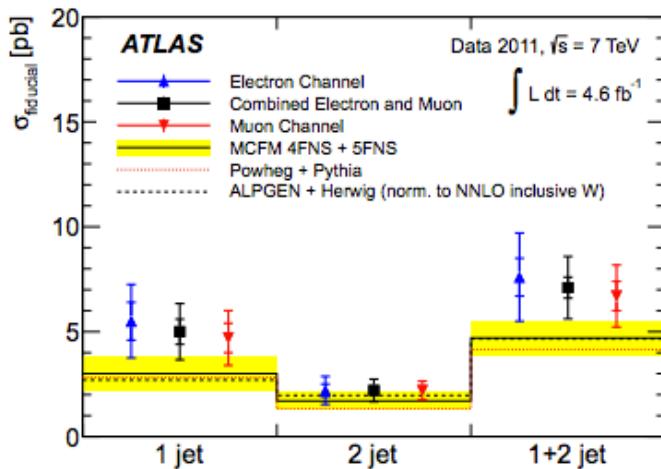 20
15
10
5
0
σfiducial [pb]
ATLAS
Data 2011, √s = 7 TeV
∫ L dt = 4.6 fb-1
Electron Channel
Combined Electron and Muon
Muon Channel
MCFM 4FNS + 5FNS
Powheg + Pythia
ALPGEN + Herwig (norm. to NNLO inclusive W)
1 jet 2 jet 1+2 jet